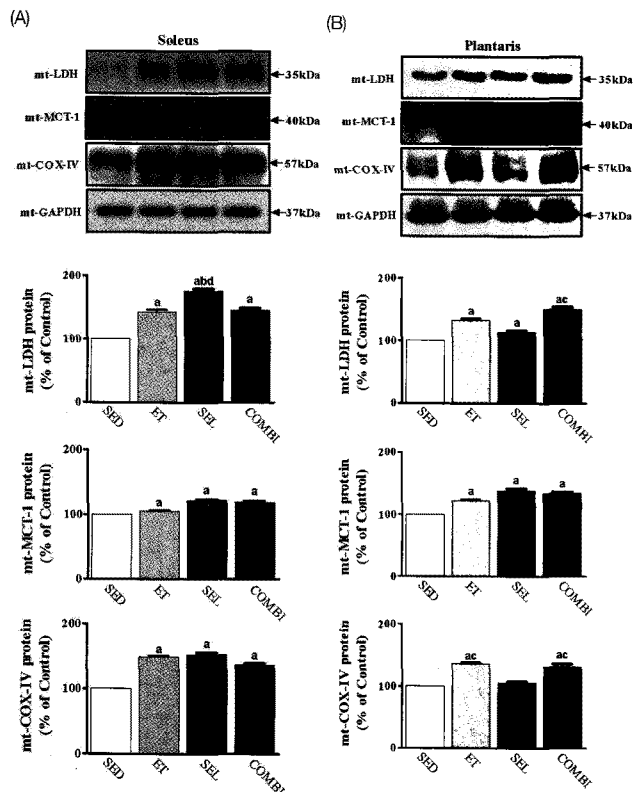 (A)
Soleus
mt-LDH 35kDa
mt-MCT-1 40kDa
mt-COX-IV 57kDa
mt-GAPDH 37kDa
200
100
0
mt-LDH protein
(% of Control)
a abd a
SED ET SEL COMBI
200
100
0
mt-MCT-1 protein
(% of Control)
a a a
SED ET SEL COMBI
200
100
0
mt-COX-IV protein
(% of Control)
a a a
SED ET SEL COMBI
(B)
Plantaris
mt-LDH 35kDa
mt-MCT-1 40kDa
mt-COX-IV 57kDa
mt-GAPDH 37kDa
200
100
0
mt-LDH protein
(% of Control)
a a ac
SED ET SEL COMBI
200
100
0
mt-MCT-1 protein
(% of Control)
a a a
SED ET SEL COMBI
200
100
0
mt-COX-IV protein
(% of Control)
ac ac
SED ET SEL COMBI